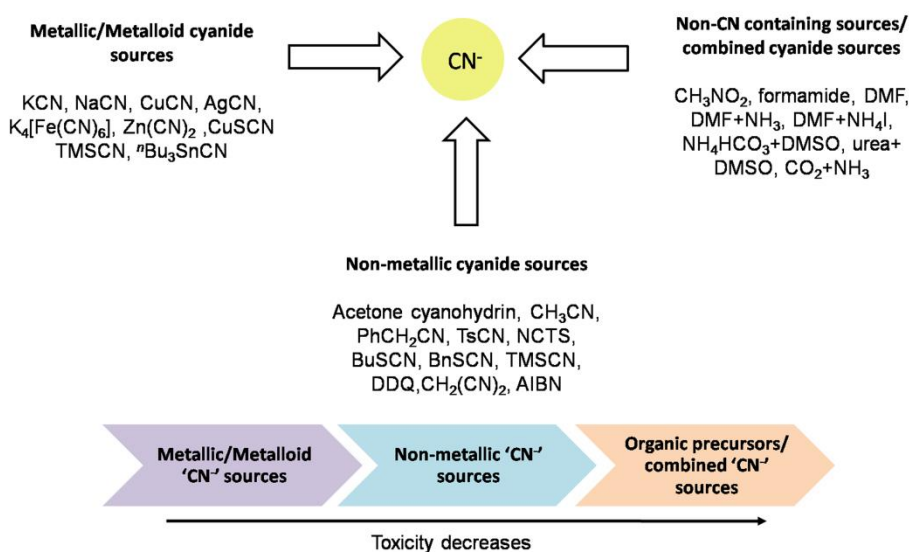 Metallic/Metalloid cyanide
sources
KCN, NaCN, CuCN, AgCN,
K₄[Fe(CN)₆], Zn(CN)₂ ,CuSCN
TMSCN, ⁿBu₃SnCN
CN⁻
Non-CN containing sources/
combined cyanide sources
CH₃NO₂, formamide, DMF,
DMF+NH₃, DMF+NH₄I,
NH₄HCO₃+DMSO, urea+
DMSO, CO₂+NH₃
Non-metallic cyanide sources
Acetone cyanohydrin, CH₃CN,
PhCH₂CN, TsCN, NCTS,
BuSCN, BnSCN, TMSCN,
DDQ,CH₂(CN)₂, AIBN
Metallic/Metalloid
‘CN⁻’ sources
Non-metallic ‘CN⁻’
sources
Organic precursors/
combined ‘CN⁻’
sources
Toxicity decreases